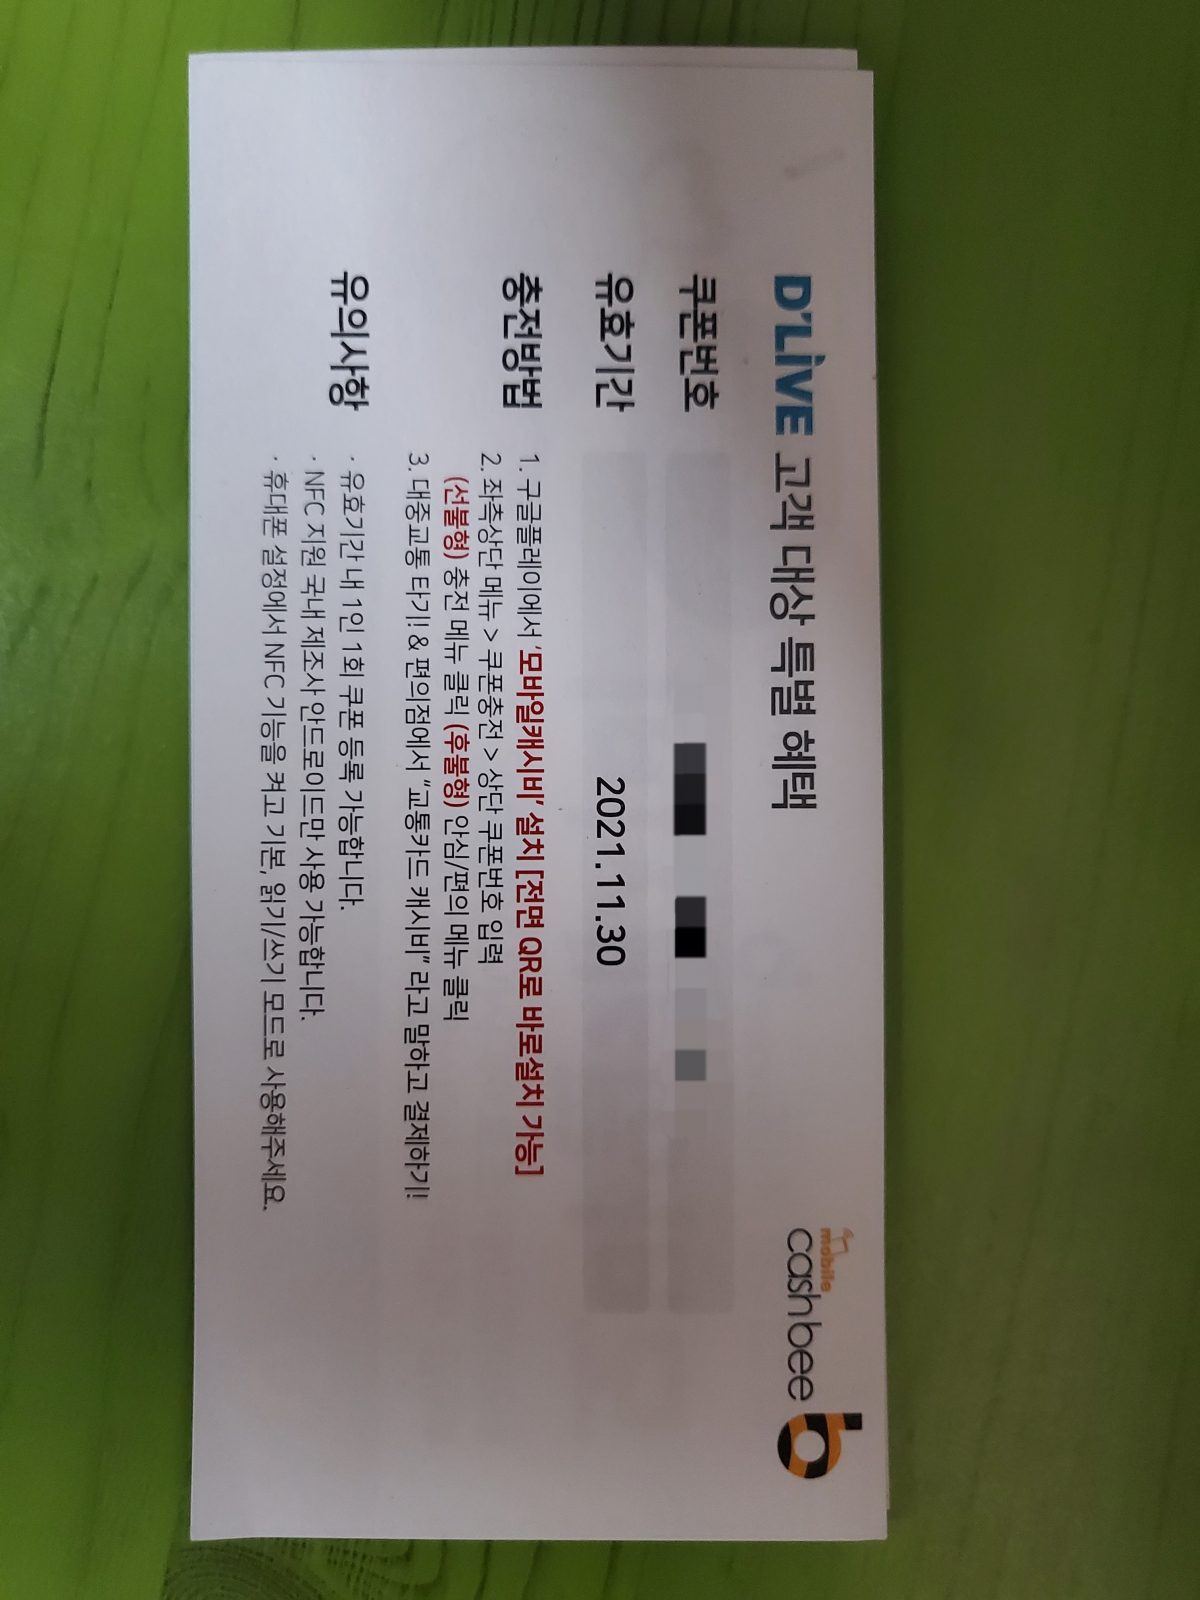 D'LIVE 고객 대상 특별 혜택
mobile
cashbee
쿠폰번호
유효기간 2021.11.30
충전방법 1. 구글플레이에서 '모바일캐시비' 설치 [전면 QR로 바로설치 가능]
2. 좌측상단 메뉴 > 쿠폰충전 > 상단 쿠폰번호 입력
(선불형) 충전 메뉴 클릭 (후불형) 안심/편의 메뉴 클릭
3. 대중교통 타기! & 편의점에서 "교통카드 캐시비" 라고 말하고 결제하기!
유의사항 · 유효기간 내 1인 1회 쿠폰 등록 가능합니다.
· NFC 지원 국내 제조사 안드로이드만 사용 가능합니다.
· 휴대폰 설정에서 NFC 기능을 켜고 기본, 읽기/쓰기 모드로 사용해주세요.